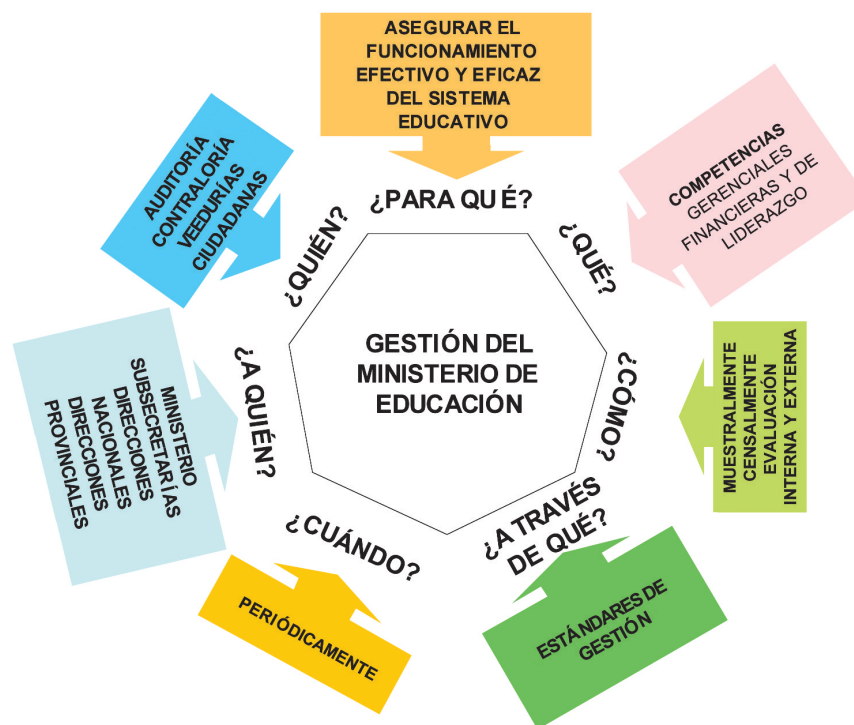 ASEGURAR EL
FUNCIONAMIENTO
EFECTIVO Y EFICAZ
DEL SISTEMA
EDUCATIVO
¿PARA QUÉ?
COMPETENCIAS
GERENCIALES
FINANCIERAS Y DE
LIDERAZGO
¿QUÉ?
MUESTRALMENTE
CENSALMENTE
EVALUACIÓN
INTERNA Y EXTERNA
¿CÓMO?
ESTÁNDARES DE
GESTIÓN
¿A TRAVÉS
DE QUÉ?
PERIÓDICAMENTE
¿CUÁNDO?
MINISTERIO
SUBSECRETARÍAS
DIRECCIONES
NACIONALES
DIRECCIONES
PROVINCIALES
¿A QUIÉN?
AUDITORÍA
CONTRALORÍA
VEEDURÍAS
CIUDADANAS
¿QUIÉN?
GESTIÓN DEL
MINISTERIO DE
EDUCACIÓN